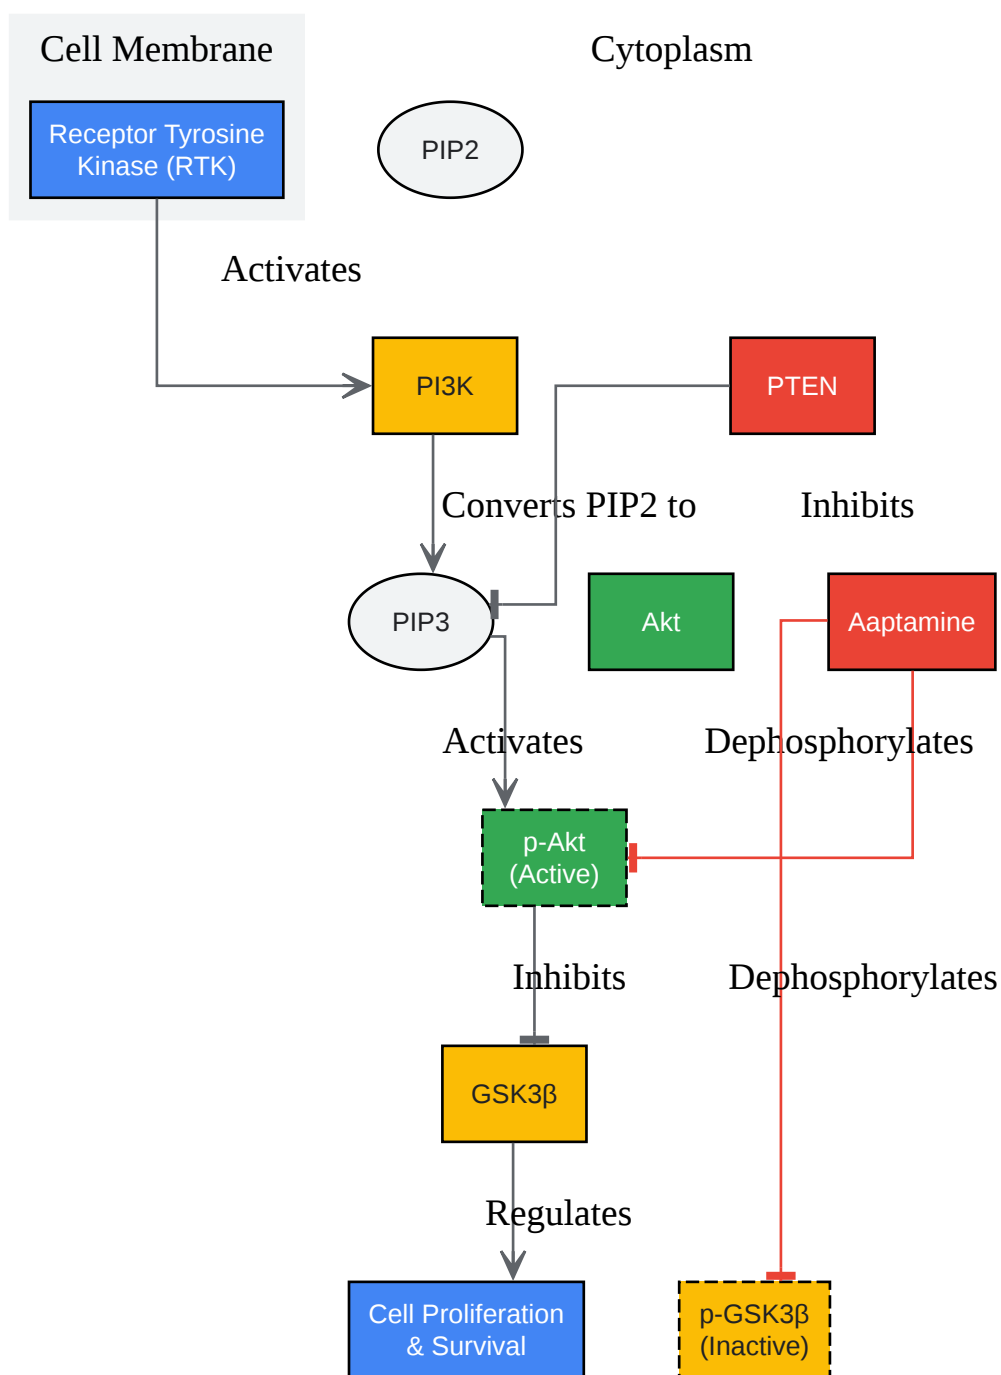 Cell Membrane
Cytoplasm
Receptor Tyrosine
Kinase (RTK)
PIP2
Activates
PI3K
PTEN
Converts PIP2 to
Inhibits
PIP3
Akt
Aaptamine
Activates
Dephosphorylates
p-Akt
(Active)
Inhibits
Dephosphorylates
GSK3β
Regulates
Cell Proliferation
& Survival
p-GSK3β
(Inactive)